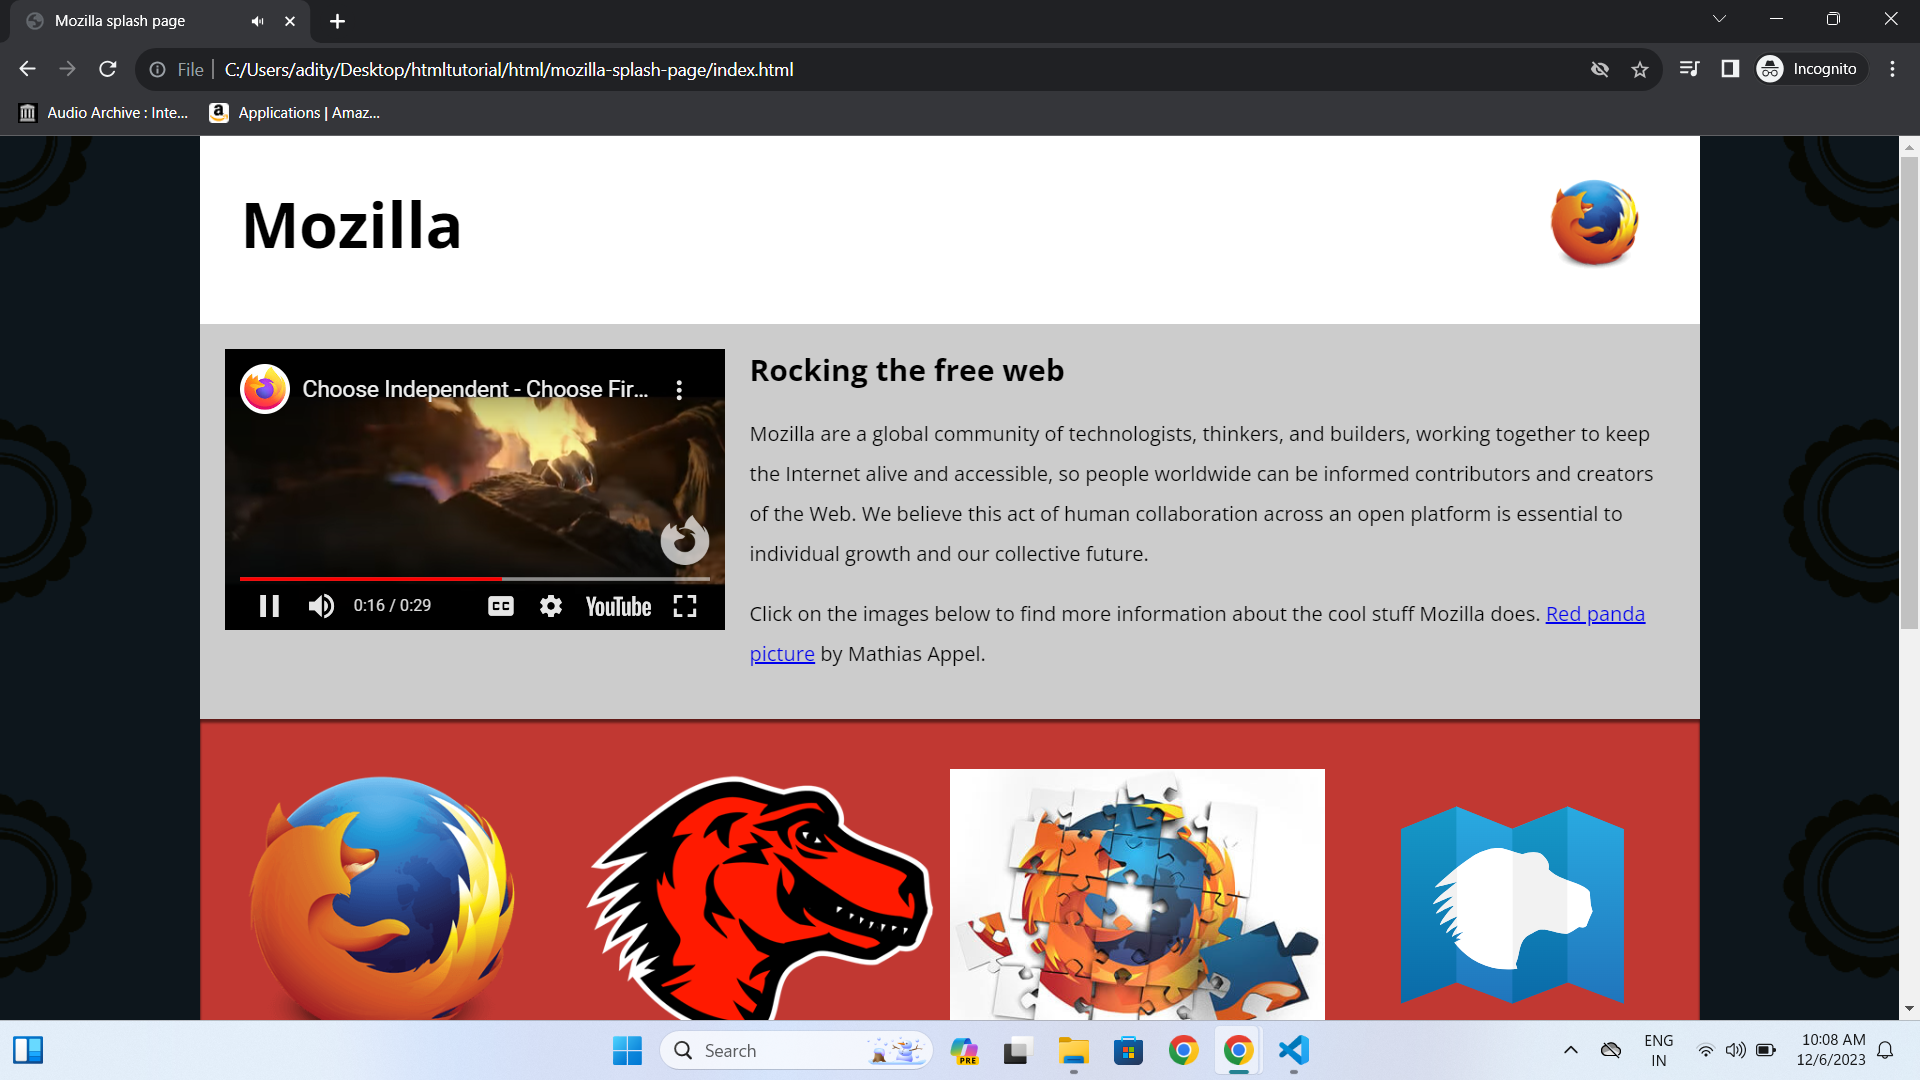 Mozilla splash page
File
C:/Users/adity/Desktop/htmltutorial/html/mozilla-splash-page/index.html
Incognito
Audio Archive : Inte...
Applications | Amaz...
Mozilla
Choose Independent - Choose Fir...
CC
0:16 / 0:29
YouTube
Rocking the free web
Mozilla are a global community of technologists, thinkers, and builders, working together to keep
the Internet alive and accessible, so people worldwide can be informed contributors and creators
of the Web. We believe this act of human collaboration across an open platform is essential to
individual growth and our collective future.
Click on the images below to find more information about the cool stuff Mozilla does. Red panda
picture by Mathias Appel.
Search
PRE
ENG
IN
10:08 AM
12/6/2023